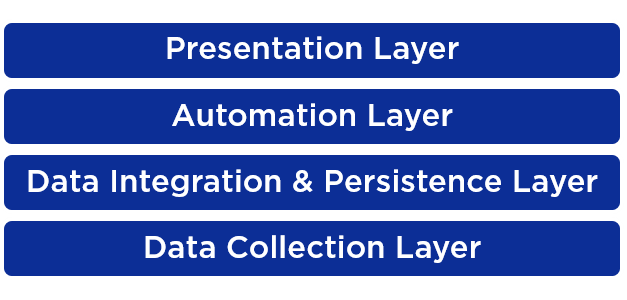 Presentation Layer
Automation Layer
Data Integration & Persistence Layer
Data Collection Layer